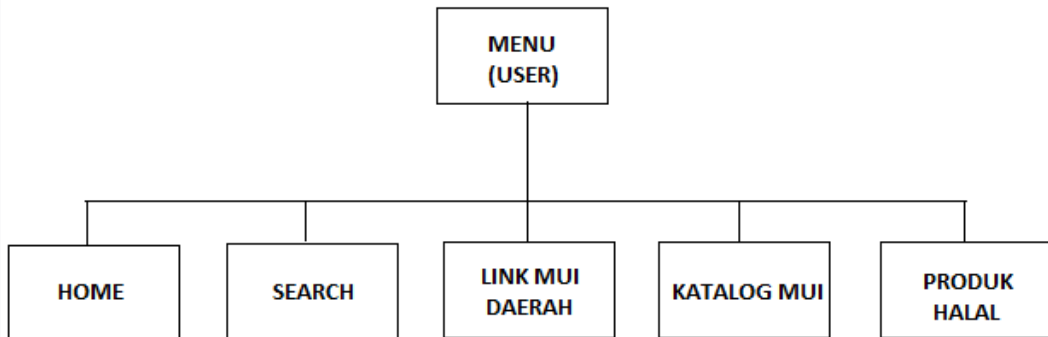 MENU
(USER)
HOME
SEARCH
LINK MUI
DAERAH
KATALOG MUI
PRODUK
HALAL